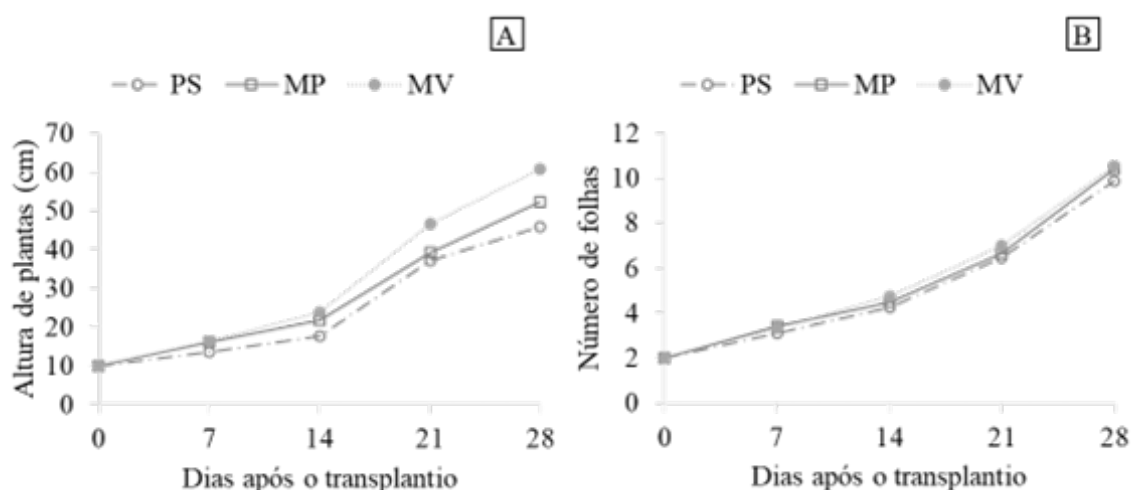 A
PS MP MV
Altura de plantas (cm)
70
60
50
40
30
20
10
0
0 7 14 21 28
Dias após o transplantio
B
PS MP MV
Número de folhas
12
10
8
6
4
2
0
0 7 14 21 28
Dias após o transplantio